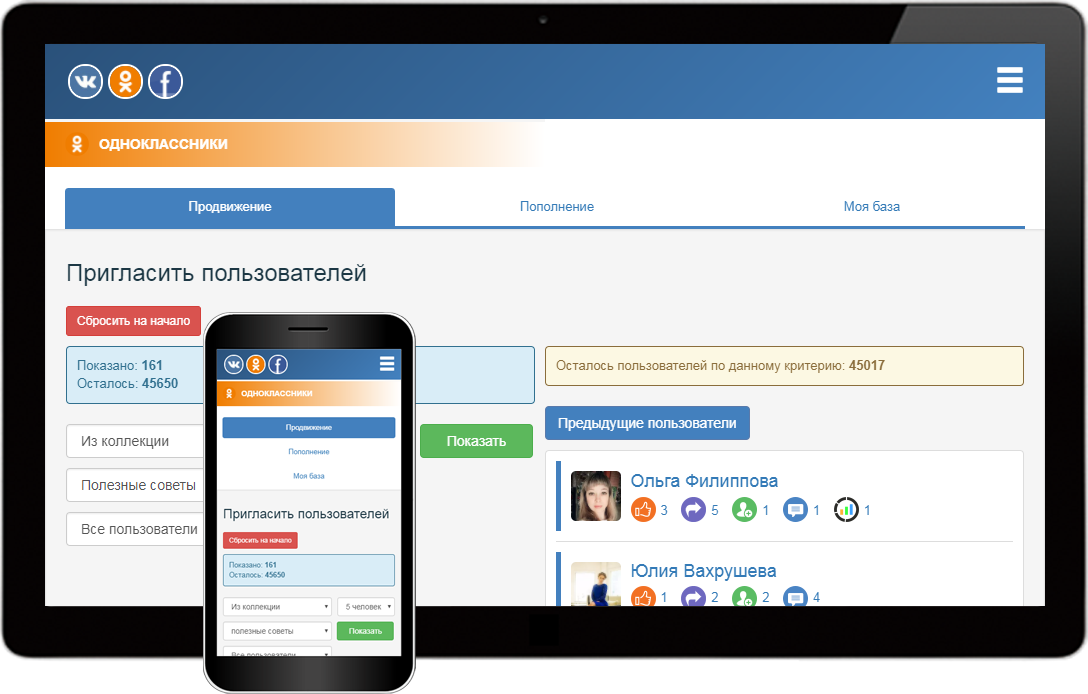 ОДНОКЛАССНИКИ
Продвижение
Пополнение
Моя база
Пригласить пользователей
Сбросить на начало
Показано: 161
Осталось: 45650
Из коллекции
Полезные советы
Все пользователи
Показать
Осталось пользователей по данному критерию: 45017
Предыдущие пользователи
Ольга Филиппова
3 5 1 1 1
Юлия Вахрушева
1 2 2 4
ОДНОКЛАССНИКИ
Продвижение
Пополнение
Моя база
Пригласить пользователей
Сбросить на начало
Показано: 161
Осталось: 45650
Из коллекции 5 человек
полезные советы Показать
Все пользователи